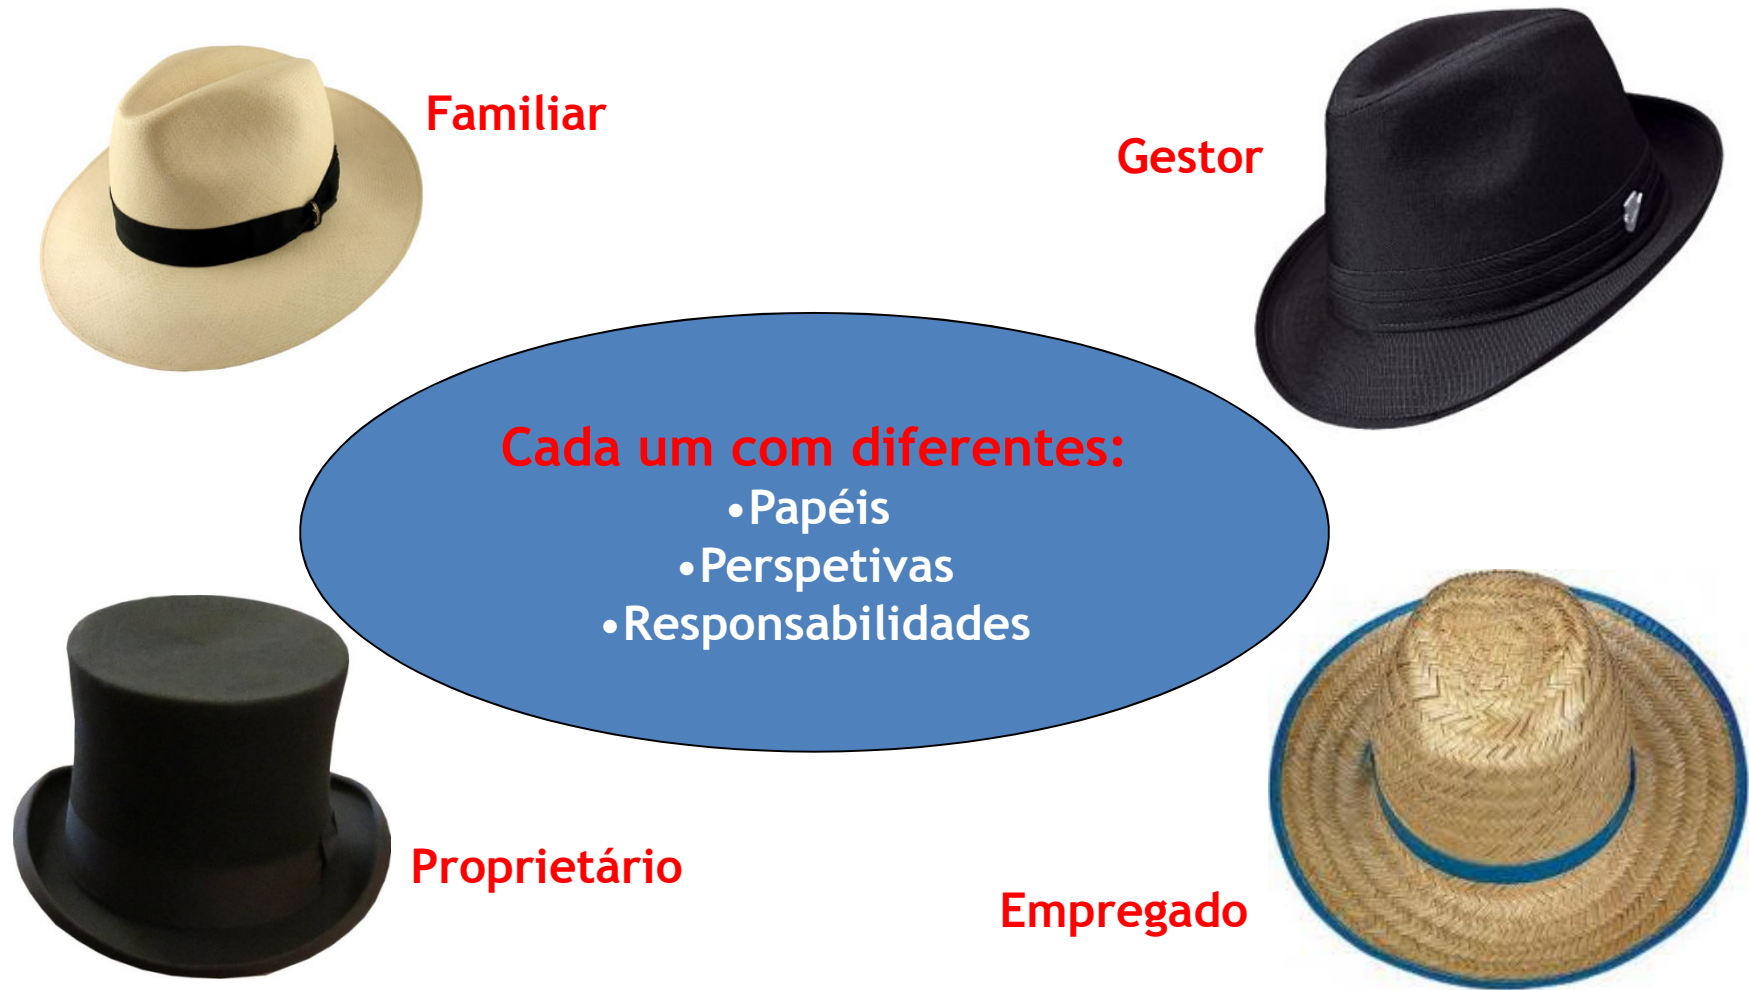 Familiar
Gestor
Cada um com diferentes:
•Papéis
•Perspetivas
•Responsabilidades
Proprietário
Empregado